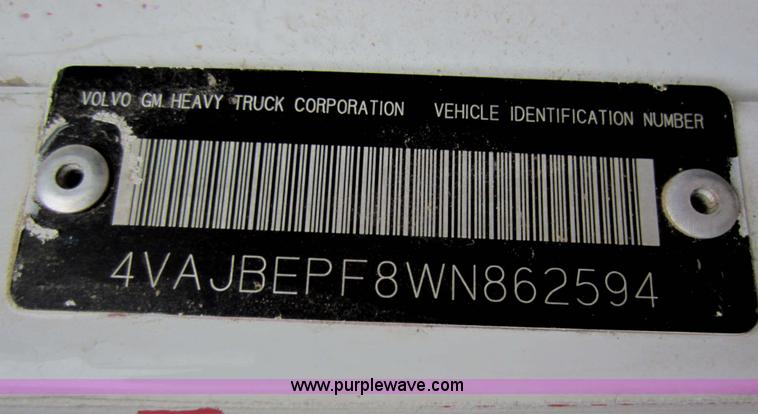 VOLVO GM HEAVY TRUCK CORPORATION VEHICLE IDENTIFICATION NUMBER
4VAJBEPF8WN862594
www.purplewave.com